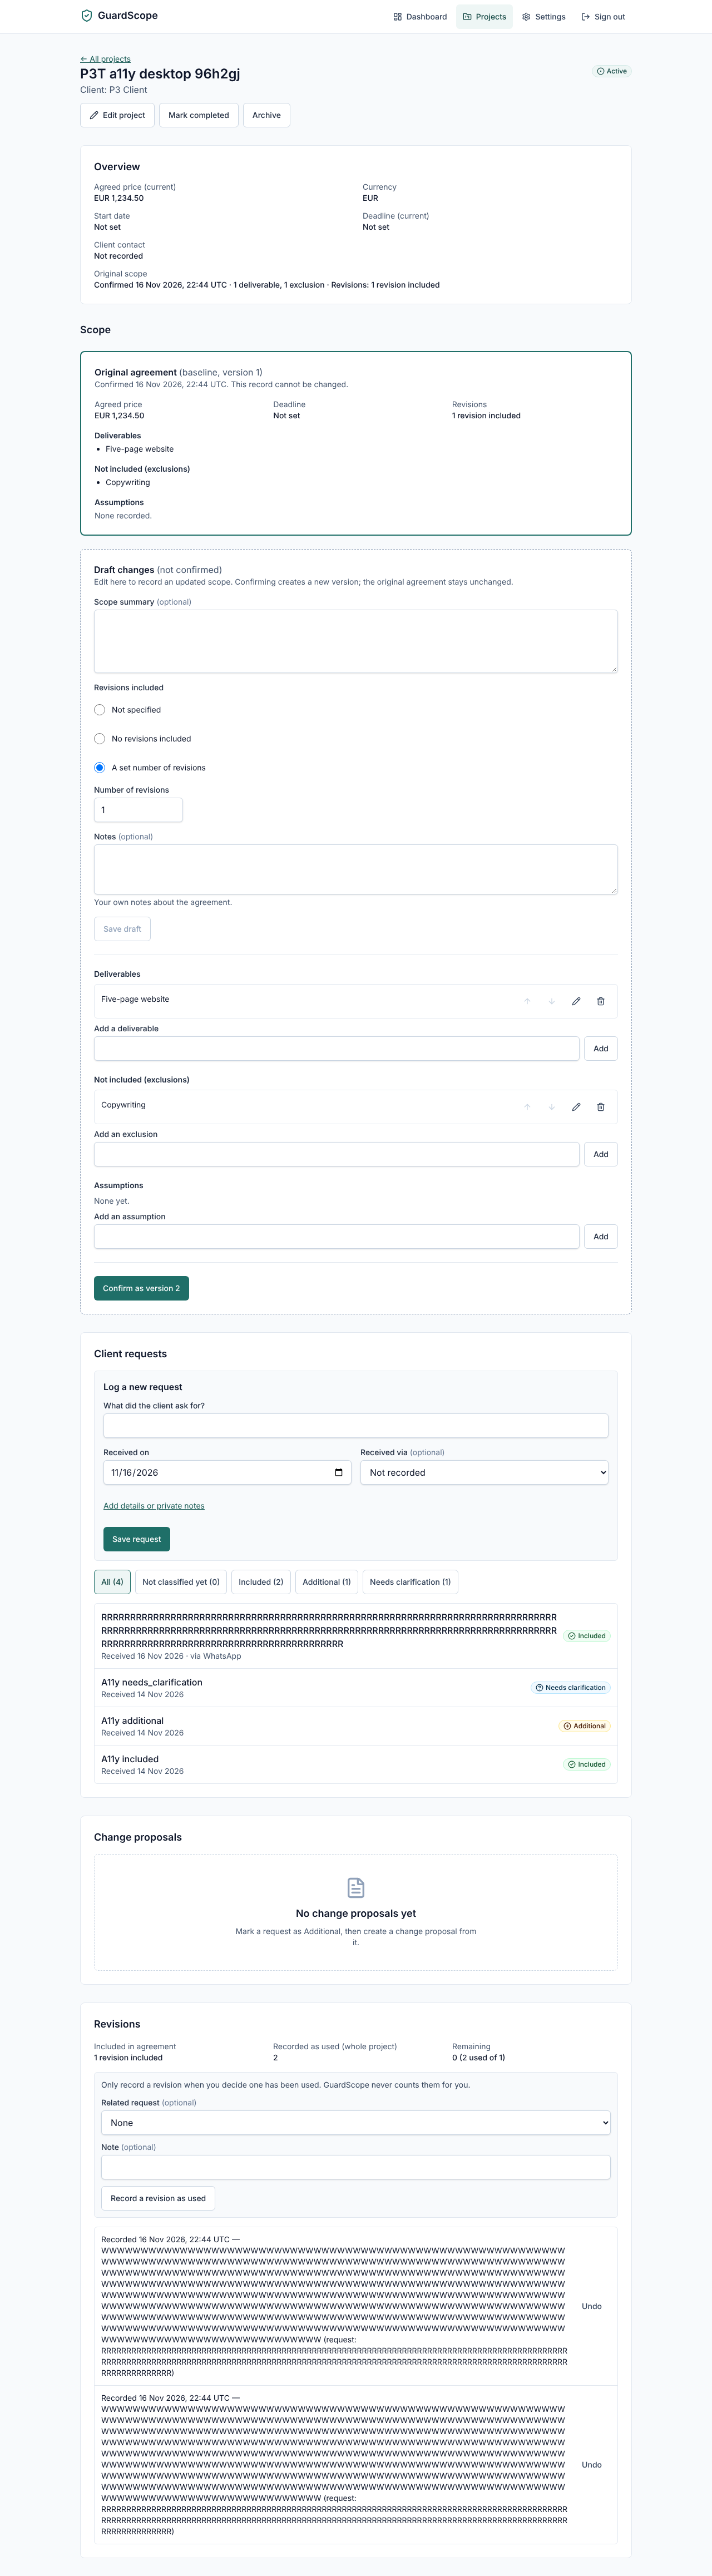 GuardScope
Dashboard
Projects
Settings
Sign out
← All projects
P3T a11y desktop 96h2gj
Active
Client: P3 Client
Edit project
Mark completed
Archive
Overview
Agreed price (current)
EUR 1,234.50
Currency
EUR
Start date
Not set
Deadline (current)
Not set
Client contact
Not recorded
Original scope
Confirmed 16 Nov 2026, 22:44 UTC · 1 deliverable, 1 exclusion · Revisions: 1 revision included
Scope
Original agreement (baseline, version 1)
Confirmed 16 Nov 2026, 22:44 UTC. This record cannot be changed.
Agreed price
EUR 1,234.50
Deadline
Not set
Revisions
1 revision included
Deliverables
• Five-page website
Not included (exclusions)
• Copywriting
Assumptions
None recorded.
Draft changes (not confirmed)
Edit here to record an updated scope. Confirming creates a new version; the original agreement stays unchanged.
Scope summary (optional)
Revisions included
Not specified
No revisions included
A set number of revisions
Number of revisions
1
Notes (optional)
Your own notes about the agreement.
Save draft
Deliverables
Five-page website
Add a deliverable
Add
Not included (exclusions)
Copywriting
Add an exclusion
Add
Assumptions
None yet.
Add an assumption
Add
Confirm as version 2
Client requests
Log a new request
What did the client ask for?
Received on
11/16/2026
Received via (optional)
Not recorded
Add details or private notes
Save request
All (4)
Not classified yet (0)
Included (2)
Additional (1)
Needs clarification (1)
Included
Received 16 Nov 2026 · via WhatsApp
A11y needs_clarification
Received 14 Nov 2026
Needs clarification
A11y additional
Received 14 Nov 2026
Additional
A11y included
Received 14 Nov 2026
Included
Change proposals
No change proposals yet
Mark a request as Additional, then create a change proposal from
it.
Revisions
Included in agreement
1 revision included
Recorded as used (whole project)
2
Remaining
0 (2 used of 1)
Only record a revision when you decide one has been used. GuardScope never counts them for you.
Related request (optional)
None
Note (optional)
Record a revision as used
Recorded 16 Nov 2026, 22:44 UTC —
(request:
Undo
Recorded 16 Nov 2026, 22:44 UTC —
(request:
Undo